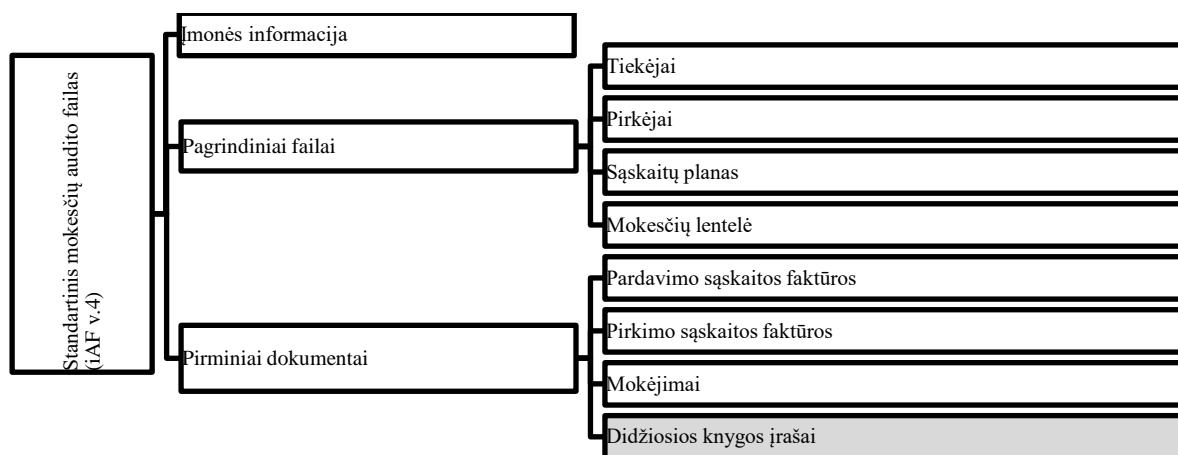 Standartinis mokesčių audito failas
(iAF v.4)
Įmonės informacija
Pagrindiniai failai
Tiekėjai
Pirkėjai
Sąskaitų planas
Mokesčių lentelė
Pirminiai dokumentai
Pardavimo sąskaitos faktūros
Pirkimo sąskaitos faktūros
Mokėjimai
Didžiosios knygos įrašai